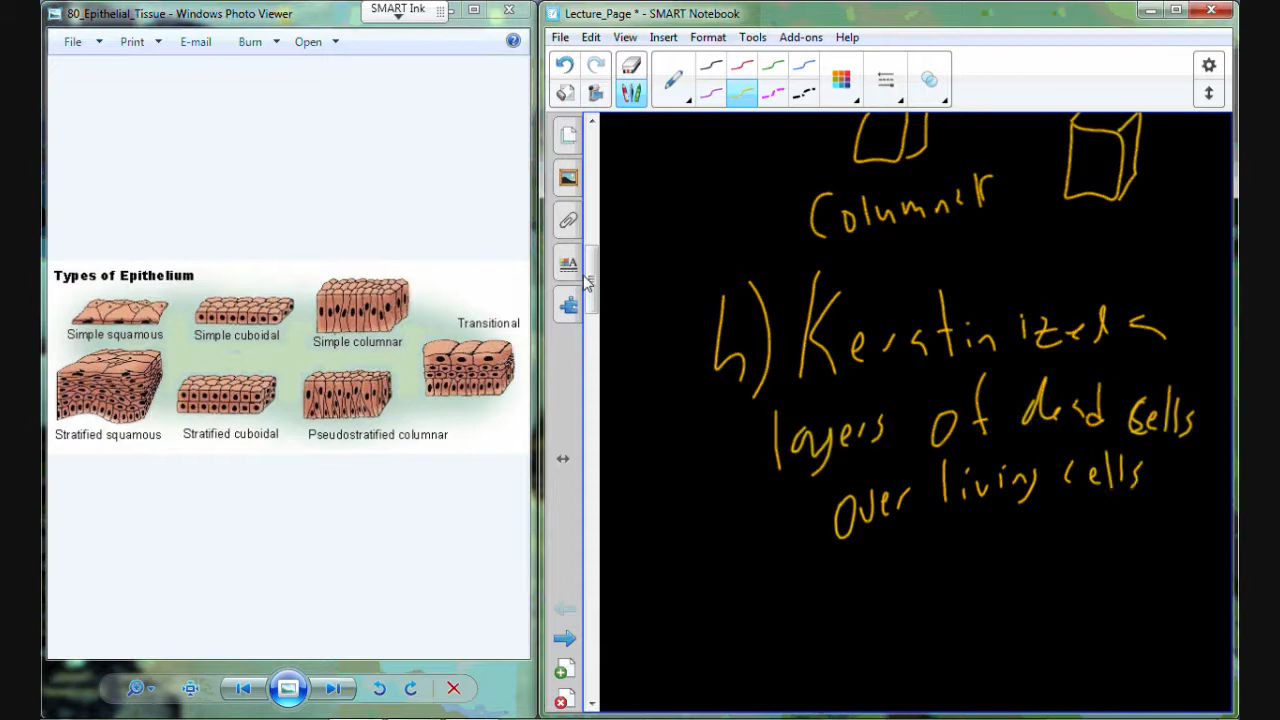 80_Epithelial_Tissue - Windows Photo Viewer
SMART Ink
File Print E-mail Burn Open
Types of Epithelium
Simple squamous
Simple cuboidal
Simple columnar
Transitional
Stratified squamous
Stratified cuboidal
Pseudostratified columnar
Lecture_Page * - SMART Notebook
File Edit View Insert Format Tools Add-ons Help
Columnar
h) Keratinized -
layers of dead cells
over living cells